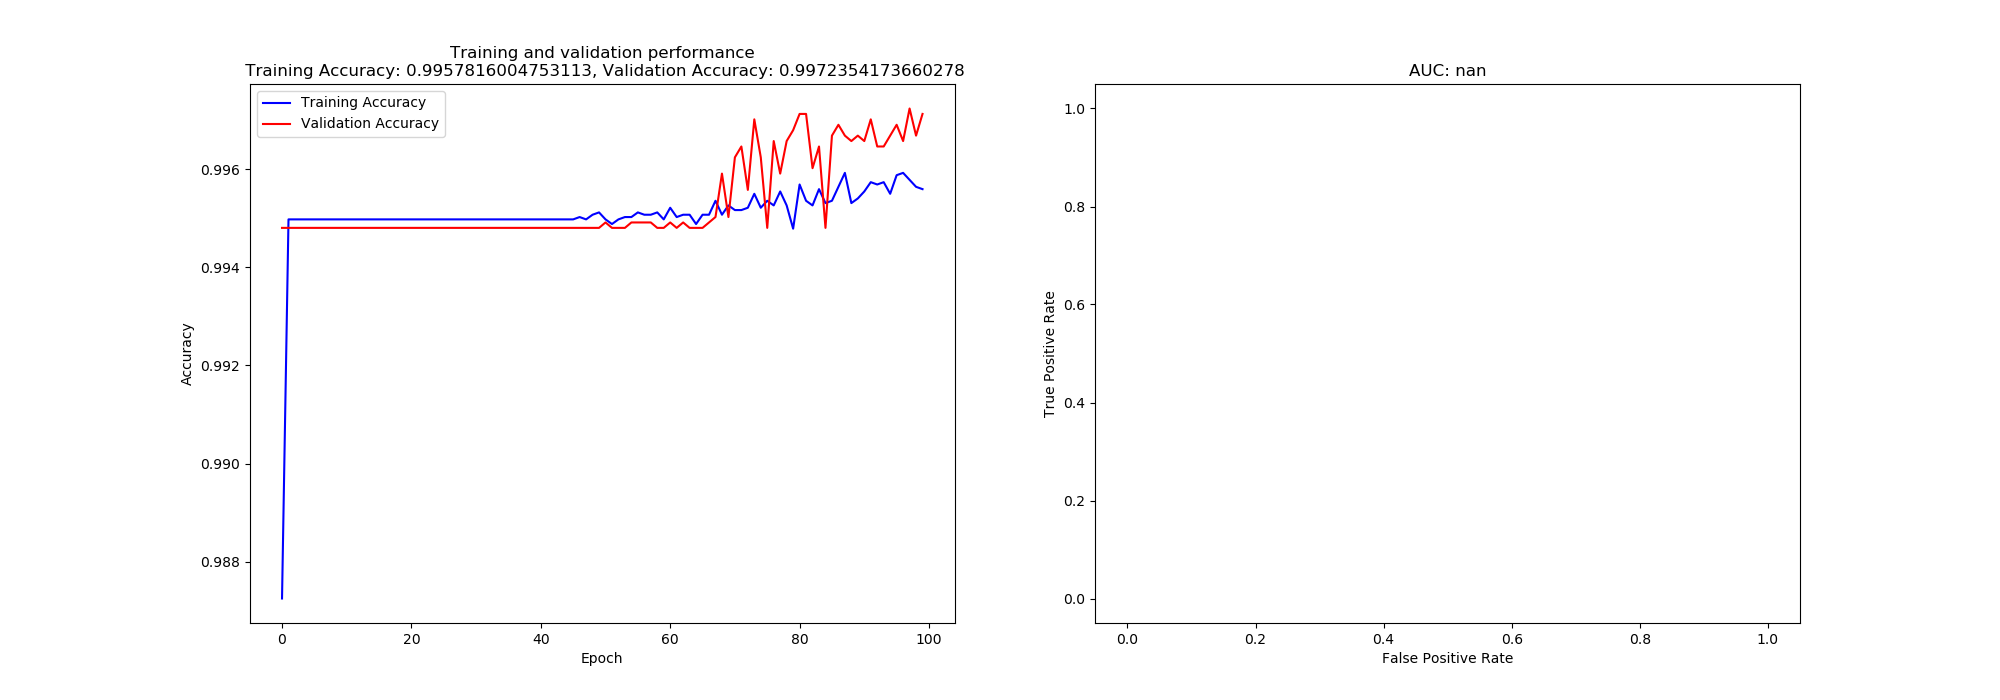 Training and validation performance
Training Accuracy: 0.9957816004753113, Validation Accuracy: 0.9972354173660278
Training Accuracy
Validation Accuracy
0.996
0.994
0.992
0.990
0.988
Accuracy
0
20
40
60
80
100
Epoch
AUC: nan
1.0
0.8
0.6
0.4
0.2
0.0
True Positive Rate
0.0
0.2
0.4
0.6
0.8
1.0
False Positive Rate